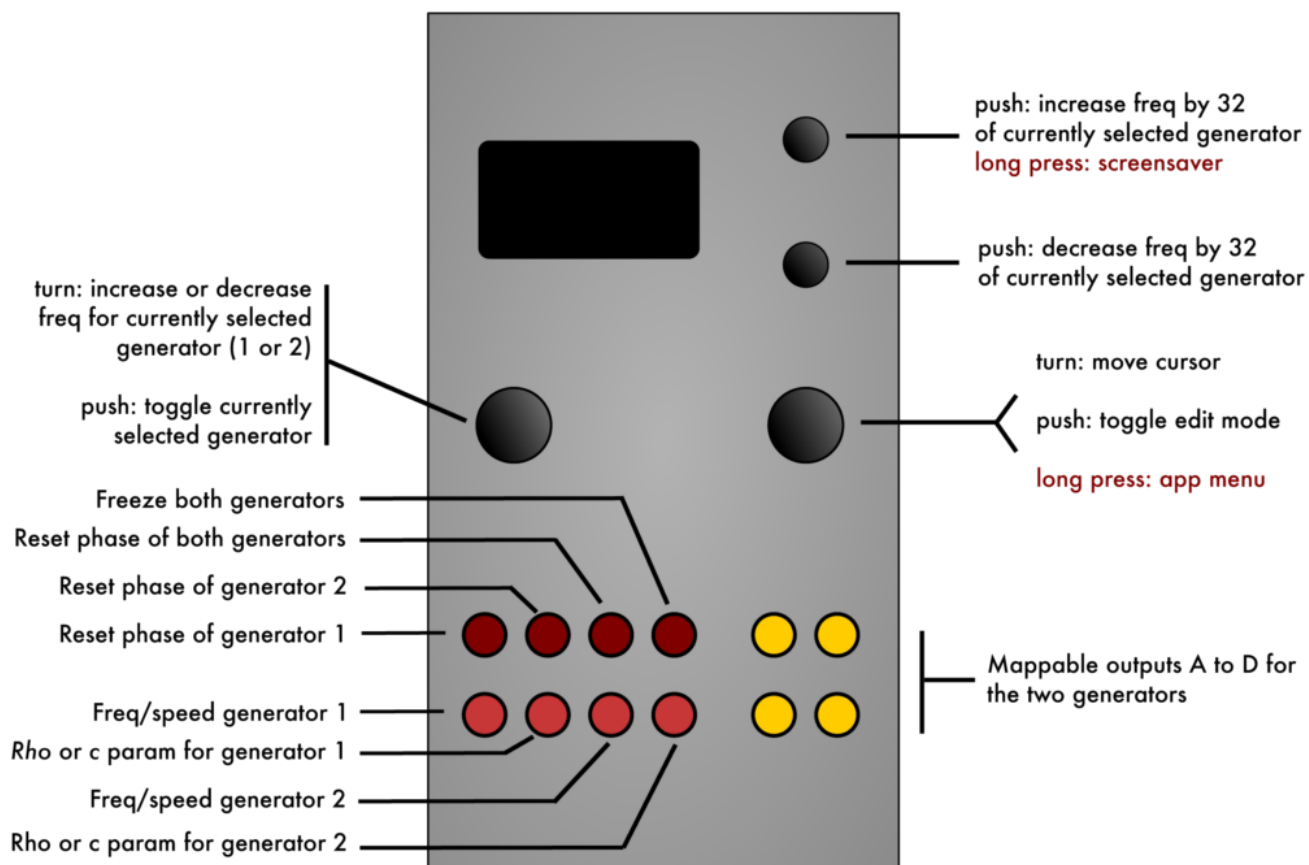 push: increase freq by 32
of currently selected generator
long press: screensaver
push: decrease freq by 32
of currently selected generator
turn: increase or decrease
freq for currently selected
generator (1 or 2)
push: toggle currently
selected generator
turn: move cursor
push: toggle edit mode
long press: app menu
Freeze both generators
Reset phase of both generators
Reset phase of generator 2
Reset phase of generator 1
Freq/speed generator 1
Rho or c param for generator 1
Freq/speed generator 2
Rho or c param for generator 2
Mappable outputs A to D for
the two generators